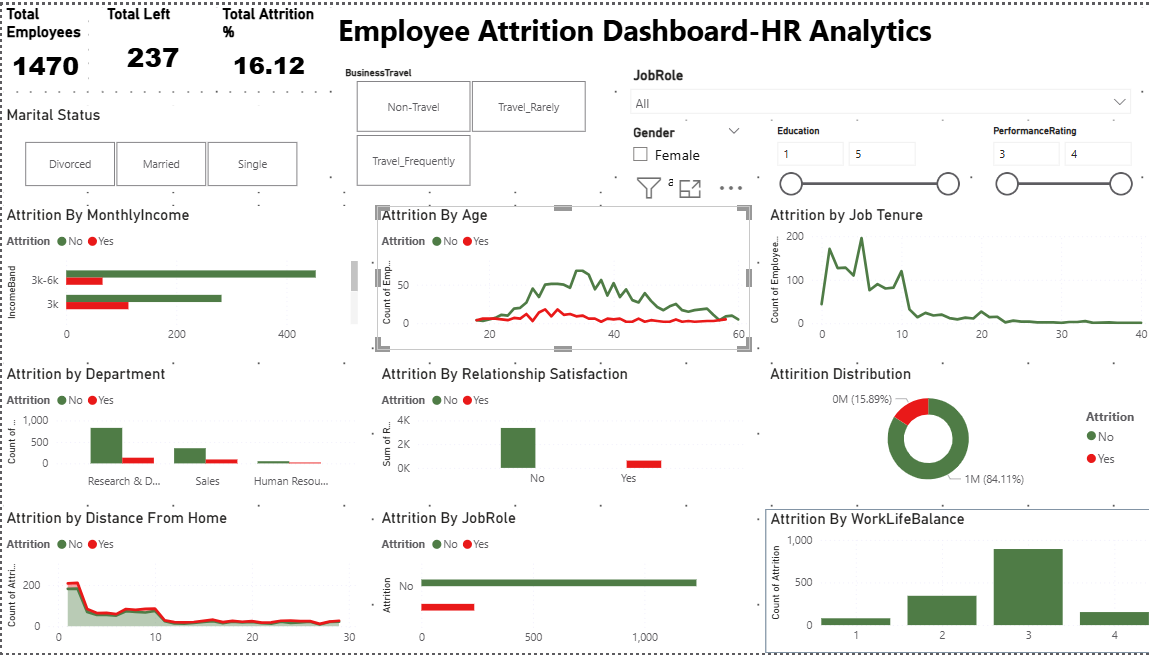 Total Employees
1470
Total Left
237
Total Attrition %
16.12
Employee Attrition Dashboard-HR Analytics
Marital Status
Divorced Married Single
BusinessTravel
Non-Travel Travel_Rarely
Travel_Frequently
JobRole
All
Gender
Female
Education
1 5
PerformanceRating
3 4
Attrition By MonthlyIncome
Attrition No Yes
IncomeBand
3k-6k
3k
0 200 400
Attrition By Age
Attrition No Yes
Count of Emp...
50
0
20 40 60
Attrition by Job Tenure
Count of Employee...
200
100
0
0 10 20 30 40
Attrition by Department
Attrition No Yes
Count of ...
1,000
500
0
Research & D... Sales Human Resou...
Attrition By Relationship Satisfaction
Attrition No Yes
Sum of R...
4K
2K
0K
No Yes
Attirition Distribution
0M (15.89%)
1M (84.11%)
Attrition
No
Yes
Attrition by Distance From Home
Attrition No Yes
Count of Attri...
200
0
0 10 20 30
Attrition By JobRole
Attrition No Yes
Attrition
No
0 500 1,000
Attrition By WorkLifeBalance
Count of Attrition
1,000
500
0
1 2 3 4